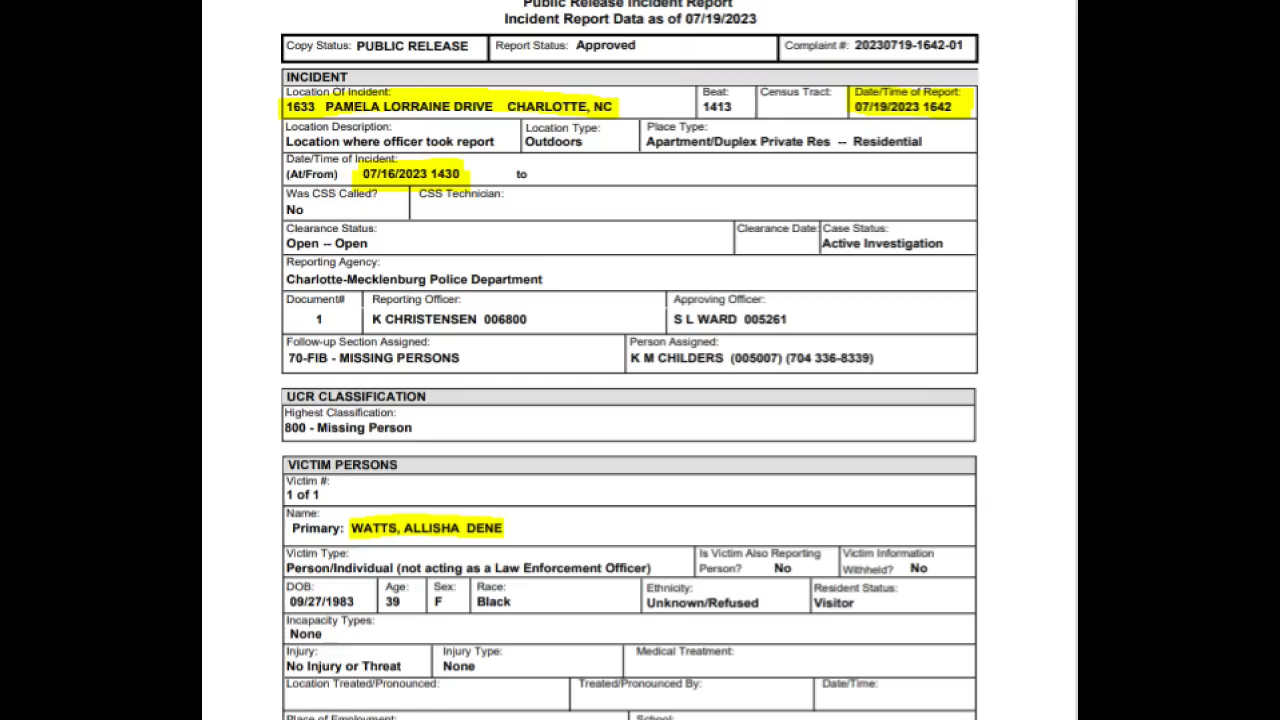 Public Release Incident Report
Incident Report Data as of 07/19/2023
Copy Status: PUBLIC RELEASE Report Status: Approved Complaint #: 20230719-1642-01
INCIDENT
Location Of Incident: Beat: Census Tract: Date/Time of Report:
1633 PAMELA LORRAINE DRIVE CHARLOTTE, NC 1413 07/19/2023 1642
Location Description: Location Type: Place Type:
Location where officer took report Outdoors Apartment/Duplex Private Res -- Residential
Date/Time of Incident:
(At/From) 07/16/2023 1430 to
Was CSS Called? CSS Technician:
No
Clearance Status: Clearance Date: Case Status:
Open -- Open Active Investigation
Reporting Agency:
Charlotte-Mecklenburg Police Department
Document# Reporting Officer: Approving Officer:
1 K CHRISTENSEN 006800 S L WARD 005261
Follow-up Section Assigned: Person Assigned:
70-FIB - MISSING PERSONS K M CHILDERS (005007) (704 336-8339)
UCR CLASSIFICATION
Highest Classification:
800 - Missing Person
VICTIM PERSONS
Victim #:
1 of 1
Name:
Primary: WATTS, ALLISHA DENE
Victim Type: Is Victim Also Reporting Victim Information
Person/Individual (not acting as a Law Enforcement Officer) Person? No Withheld? No
DOB: Age: Sex: Race: Ethnicity: Resident Status:
09/27/1983 39 F Black Unknown/Refused Visitor
Incapacity Types:
None
Injury: Injury Type: Medical Treatment:
No Injury or Threat None
Location Treated/Pronounced: Treated/Pronounced By: Date/Time:
Place of Employment: School: